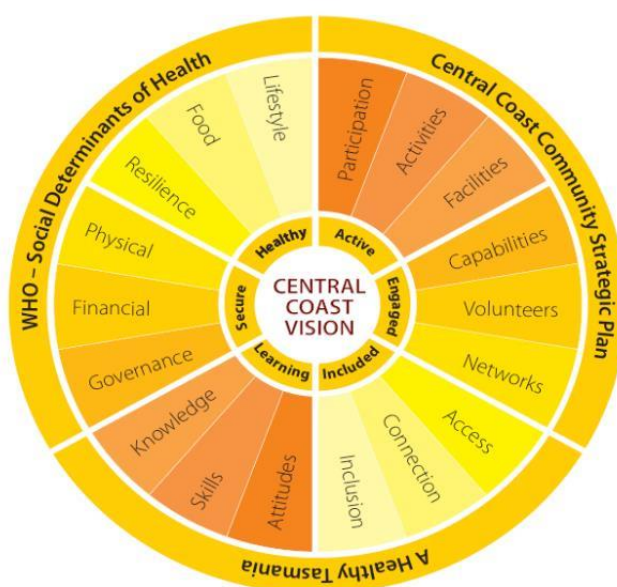 WHO – Social Determinants of Health
Central Coast Community Strategic Plan
A Healthy Tasmania
Lifestyle
Food
Resilience
Physical
Financial
Governance
Knowledge
Skills
Attitudes
Inclusion
Connection
Access
Networks
Volunteers
Capabilities
Facilities
Activities
Participation
Healthy
Active
Engaged
Included
Learning
Secure
CENTRAL
COAST
VISION